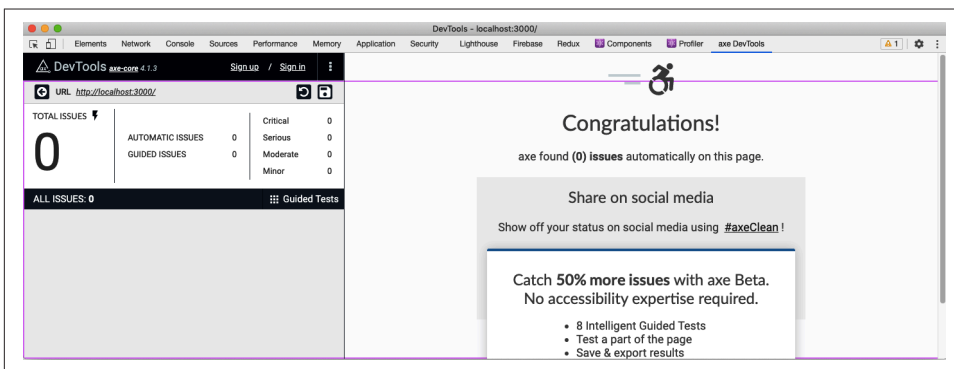 DevTools - localhost:3000/
Elements Network Console Sources Performance Memory Application Security Lighthouse Firebase Redux Components Profiler axe DevTools 1
DevTools axe-core 4.1.3 Sign up / Sign in
URL http://localhost:3000/
TOTAL ISSUES
0
AUTOMATIC ISSUES 0
GUIDED ISSUES 0
Critical 0
Serious 0
Moderate 0
Minor 0
ALL ISSUES: 0 Guided Tests
Congratulations!
axe found (0) issues automatically on this page.
Share on social media
Show off your status on social media using #axeClean !
Catch 50% more issues with axe Beta.
No accessibility expertise required.
• 8 Intelligent Guided Tests
• Test a part of the page
• Save & export results